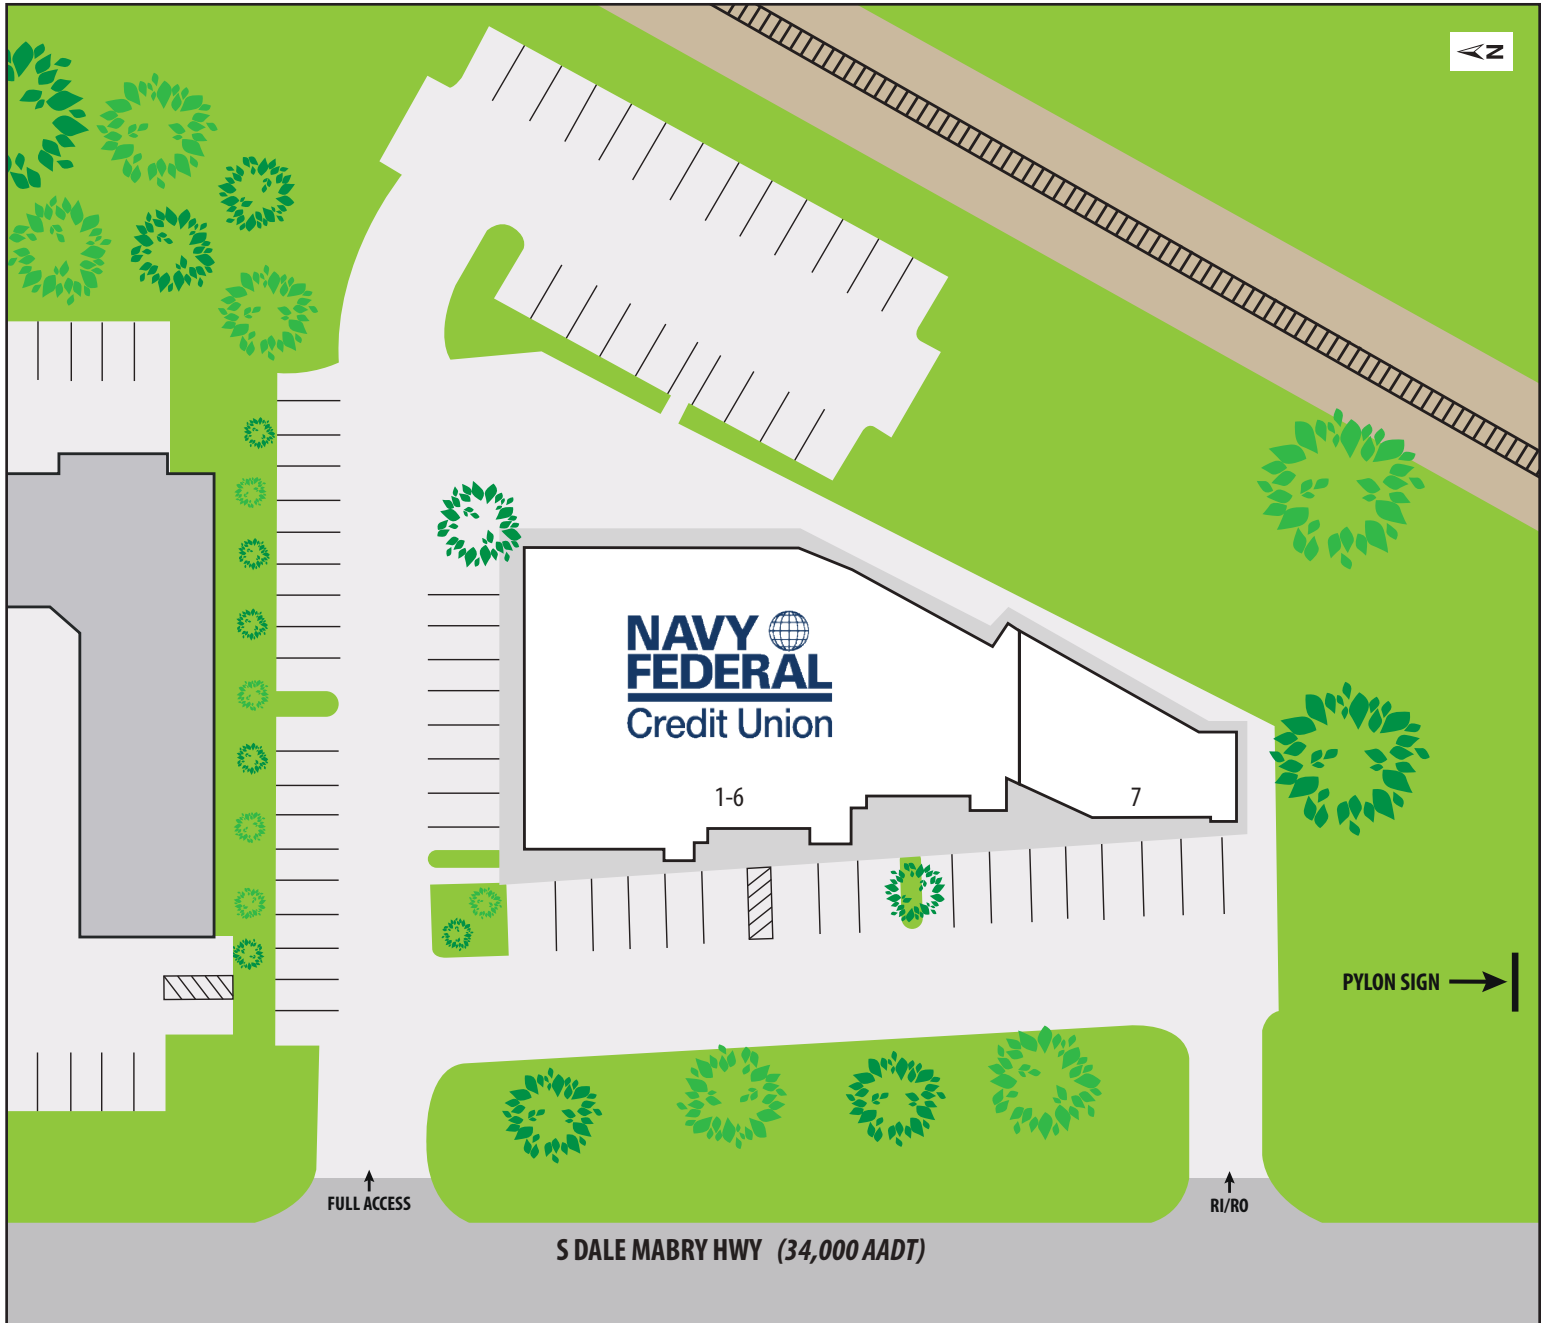 N
NAVY
FEDERAL
Credit Union
1-6
7
PYLON SIGN
FULL ACCESS
RI/RO
S DALE MABRY HWY (34,000 AADT)